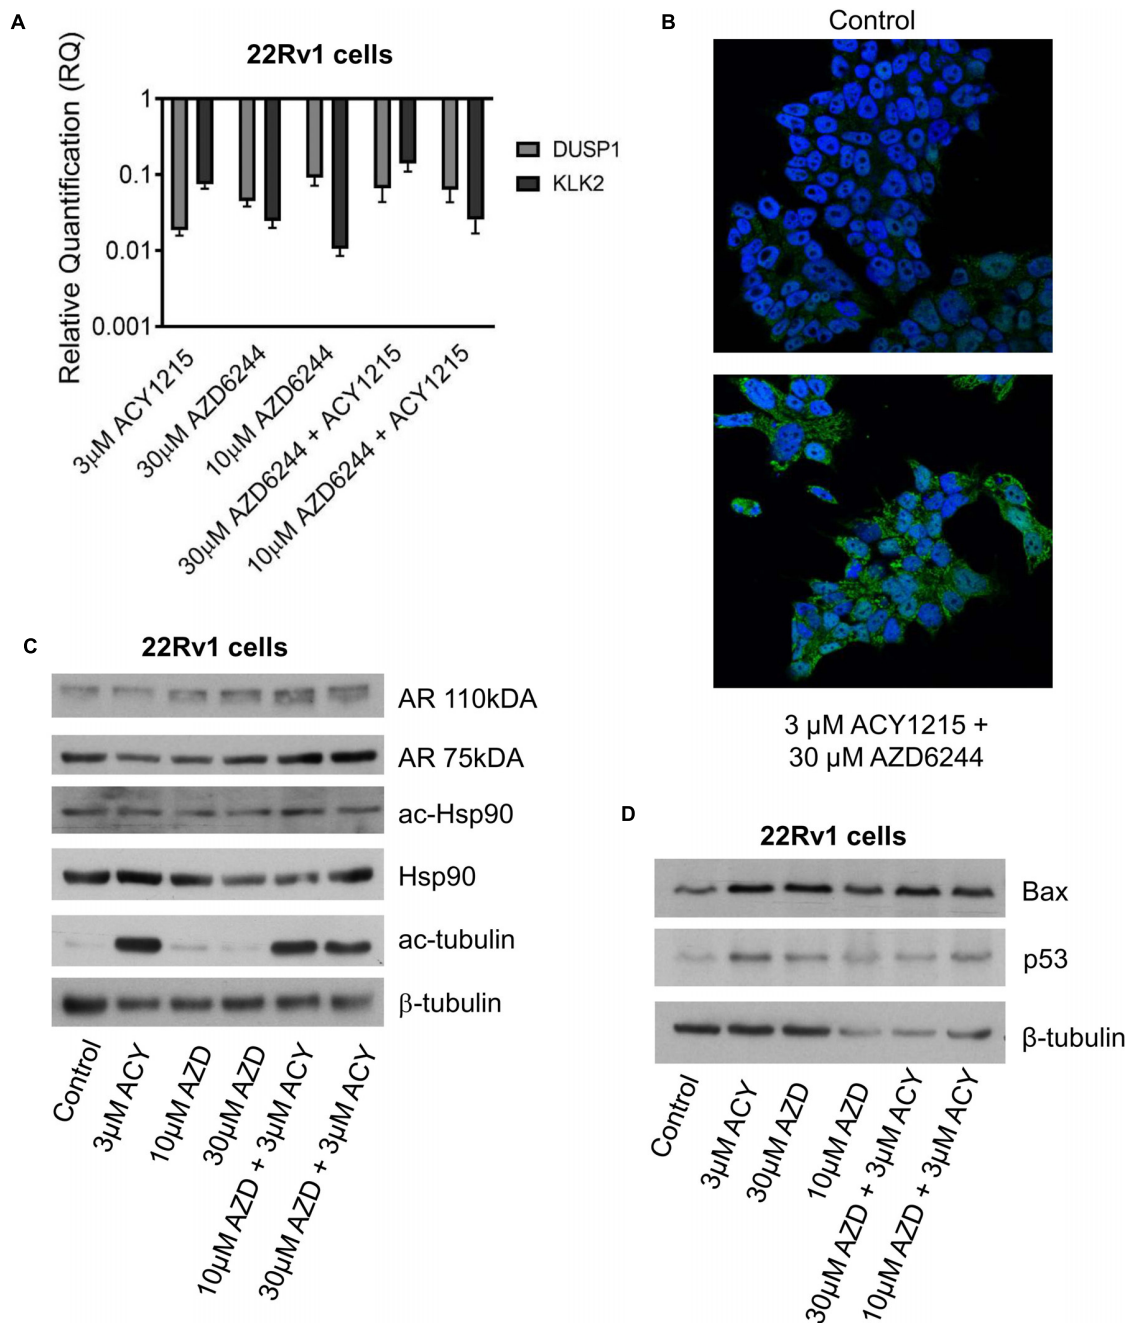 A
22Rv1 cells
Relative Quantification (RQ)
1
0.1
0.01
0.001
DUSP1
KLK2
3µM ACY1215
30µM AZD6244
10µM AZD6244
30µM AZD6244 + ACY1215
10µM AZD6244 + ACY1215
B
Control
3 µM ACY1215 +
30 µM AZD6244
C
22Rv1 cells
AR 110kDA
AR 75kDA
ac-Hsp90
Hsp90
ac-tubulin
β-tubulin
Control
3µM ACY
10µM AZD
30µM AZD
10µM AZD + 3µM ACY
30µM AZD + 3µM ACY
D
22Rv1 cells
Bax
p53
β-tubulin
Control
3µM ACY
30µM AZD
10µM AZD
30µM AZD + 3µM ACY
10µM AZD + 3µM ACY